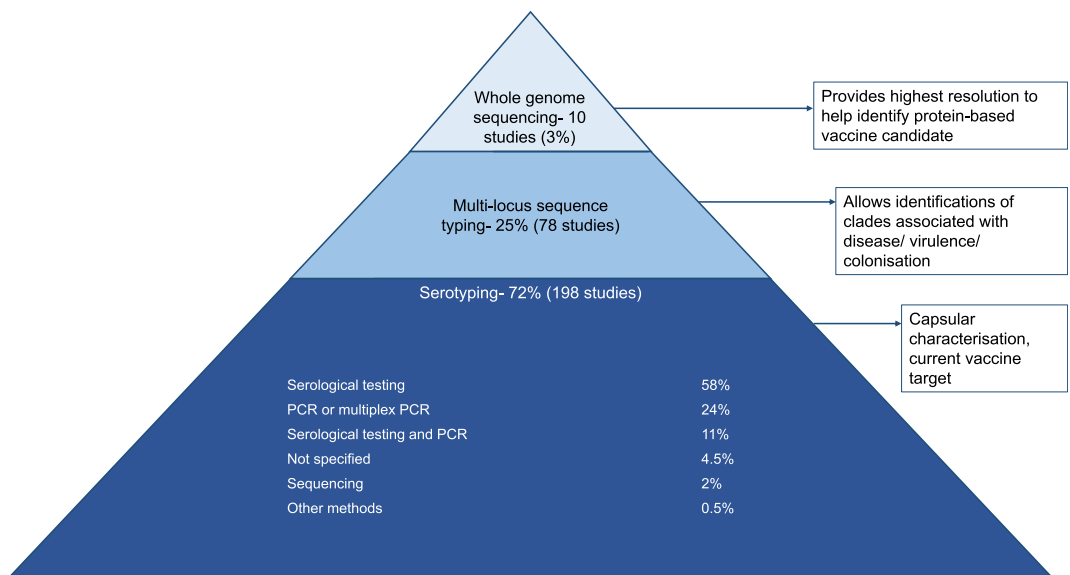 Whole genome
sequencing- 10
studies (3%)
Provides highest resolution to
help identify protein-based
vaccine candidate
Multi-locus sequence
typing- 25% (78 studies)
Allows identifications of
clades associated with
disease/ virulence/
colonisation
Serotyping- 72% (198 studies)
Capsular
characterisation,
current vaccine
target
Serological testing 58%
PCR or multiplex PCR 24%
Serological testing and PCR 11%
Not specified 4.5%
Sequencing 2%
Other methods 0.5%